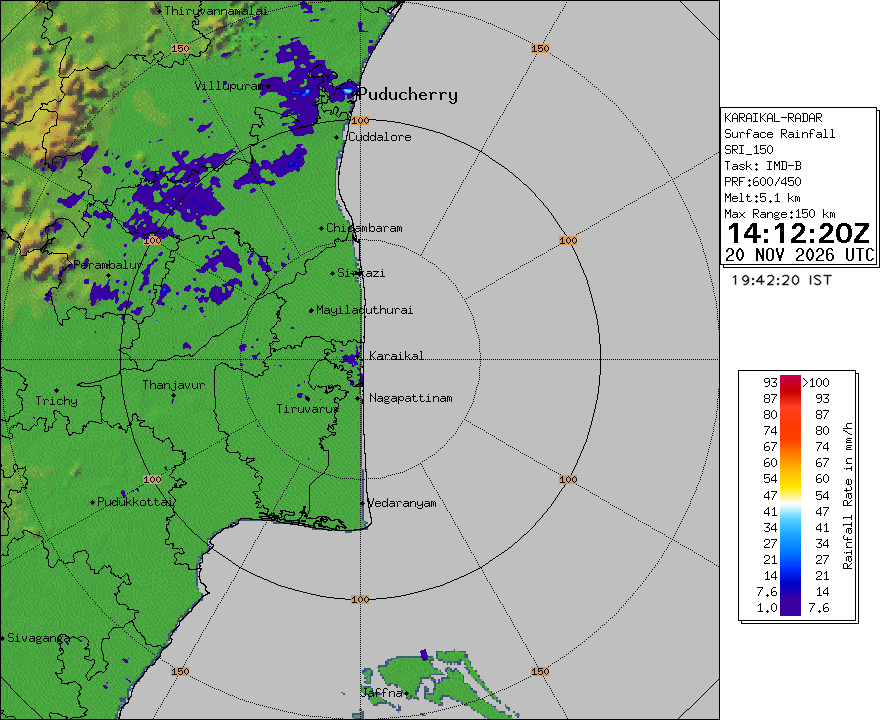 Thiruvannamalai
150
150
Villupuram
Puducherry
100
Cuddalore
KARAIKAL-RADAR
Surface Rainfall
SRI_150
Task: IMD-B
PRF:600/450
Melt:5.1 km
Max Range:150 km
14:12:20Z
20 NOV 2026 UTC
19:42:20 IST
Chidambaram
100
100
Perambalur
Sirkazi
Mayiladuthurai
Karaikal
Thanjavur
Trichy
Nagapattinam
Tiruvarur
100
100
Pudukkottai
Vedaranyam
100
Sivaganga
150
150
Jaffna
93 >100
87 93
80 87
74 80
67 74
60 67
54 60
47 54
41 47
34 41
27 34
21 27
14 21
7.6 14
1.0 7.6
Rainfall Rate in mm/h